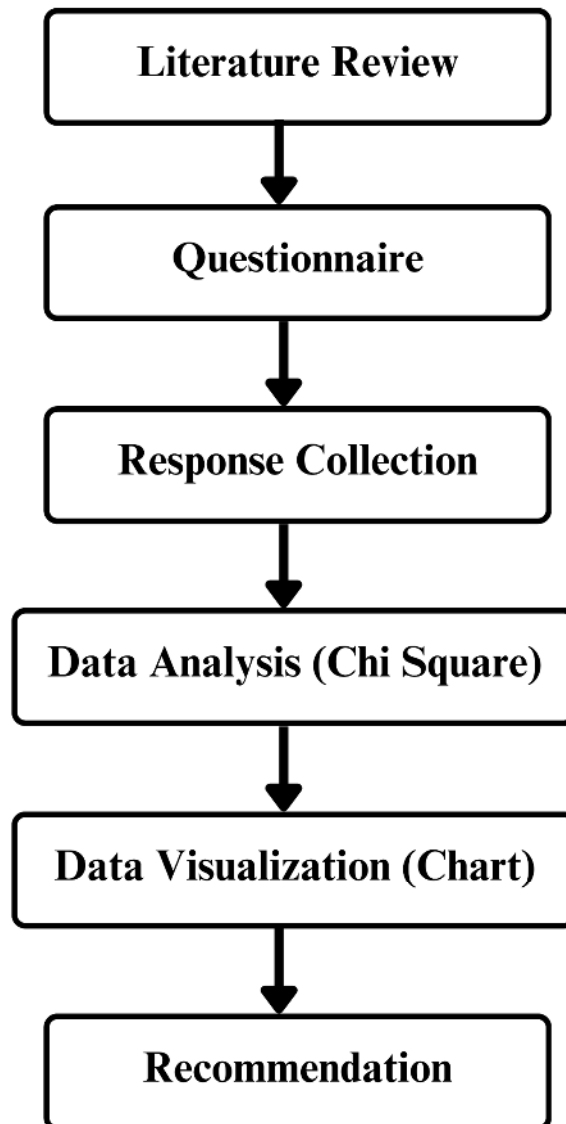 Literature Review
Questionnaire
Response Collection
Data Analysis (Chi Square)
Data Visualization (Chart)
Recommendation